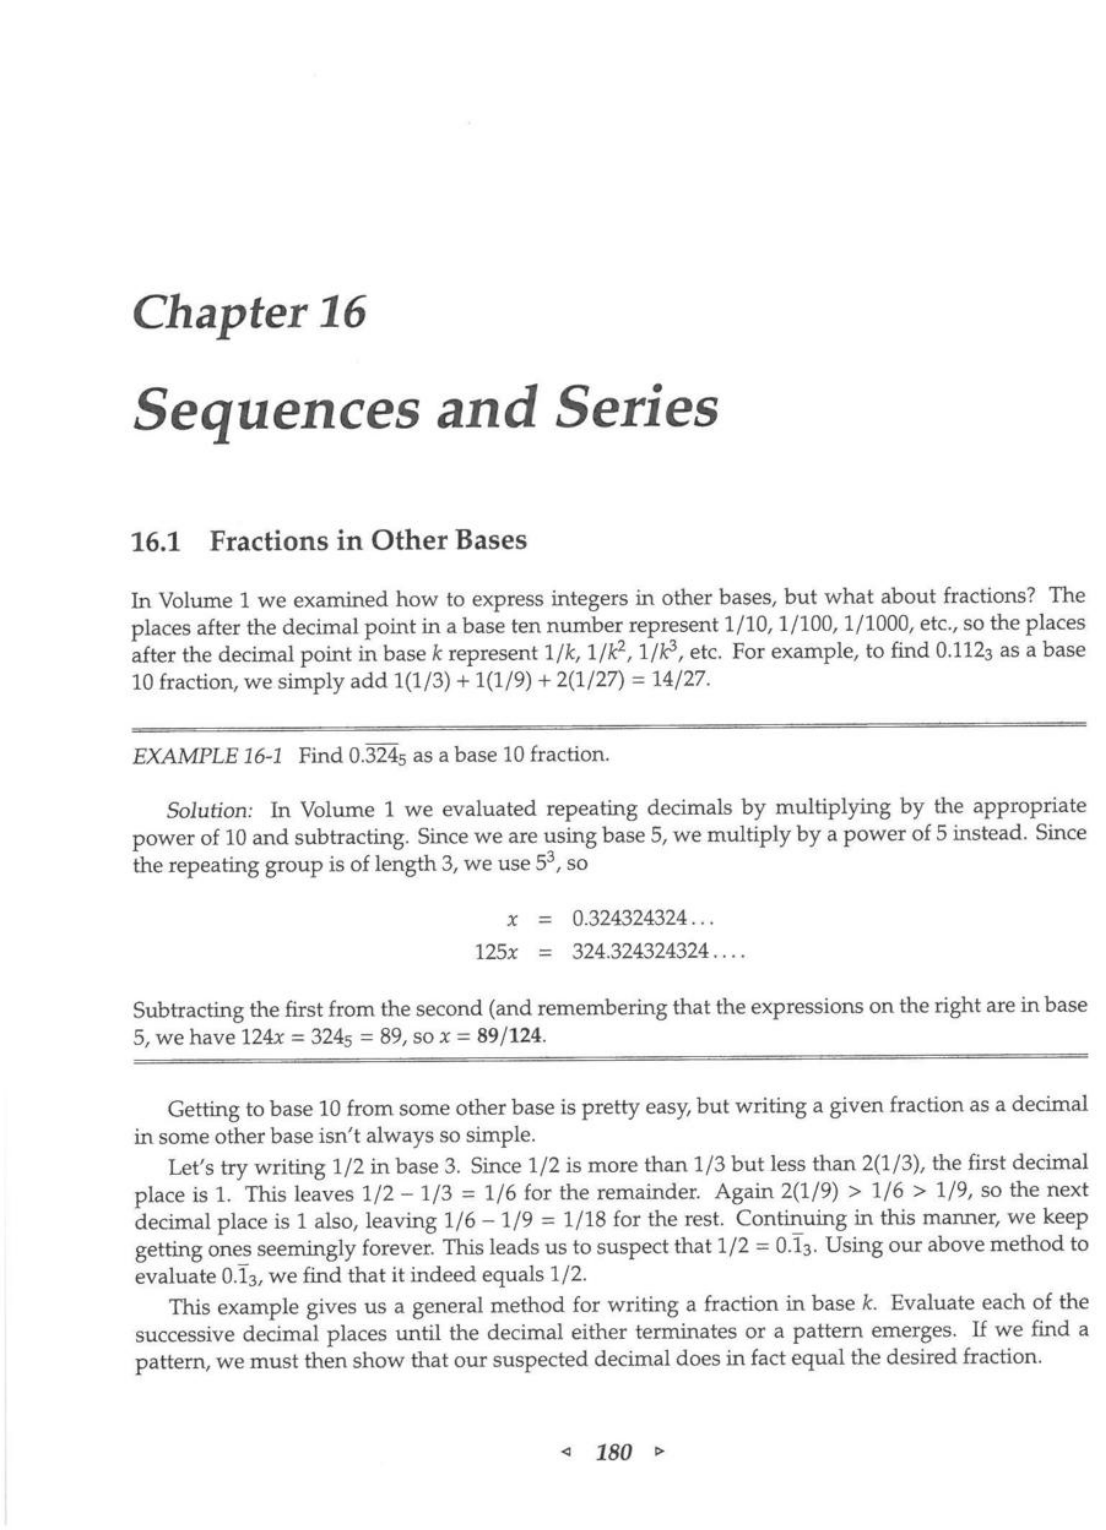 Chapter 16
Sequences and Series
16.1 Fractions in Other Bases
In Volume 1 we examined how to express integers in other bases, but what about fractions? The
places after the decimal point in a base ten number represent 1/10, 1/100, 1/1000, etc., so the places
after the decimal point in base k represent 1/k, 1/k², 1/k³, etc. For example, to find 0.112₃ as a base
10 fraction, we simply add 1(1/3) + 1(1/9) + 2(1/27) = 14/27.
EXAMPLE 16-1 Find 0.3̅2̅4̅₅ as a base 10 fraction.
Solution: In Volume 1 we evaluated repeating decimals by multiplying by the appropriate
power of 10 and subtracting. Since we are using base 5, we multiply by a power of 5 instead. Since
the repeating group is of length 3, we use 5³, so
x = 0.324324324...
125x = 324.324324324....
Subtracting the first from the second (and remembering that the expressions on the right are in base
5, we have 124x = 324₅ = 89, so x = 89/124.
Getting to base 10 from some other base is pretty easy, but writing a given fraction as a decimal
in some other base isn't always so simple.
Let's try writing 1/2 in base 3. Since 1/2 is more than 1/3 but less than 2(1/3), the first decimal
place is 1. This leaves 1/2 − 1/3 = 1/6 for the remainder. Again 2(1/9) > 1/6 > 1/9, so the next
decimal place is 1 also, leaving 1/6 − 1/9 = 1/18 for the rest. Continuing in this manner, we keep
getting ones seemingly forever. This leads us to suspect that 1/2 = 0.1̅₃. Using our above method to
evaluate 0.1̅₃, we find that it indeed equals 1/2.
This example gives us a general method for writing a fraction in base k. Evaluate each of the
successive decimal places until the decimal either terminates or a pattern emerges. If we find a
pattern, we must then show that our suspected decimal does in fact equal the desired fraction.
◁ 180 ▷